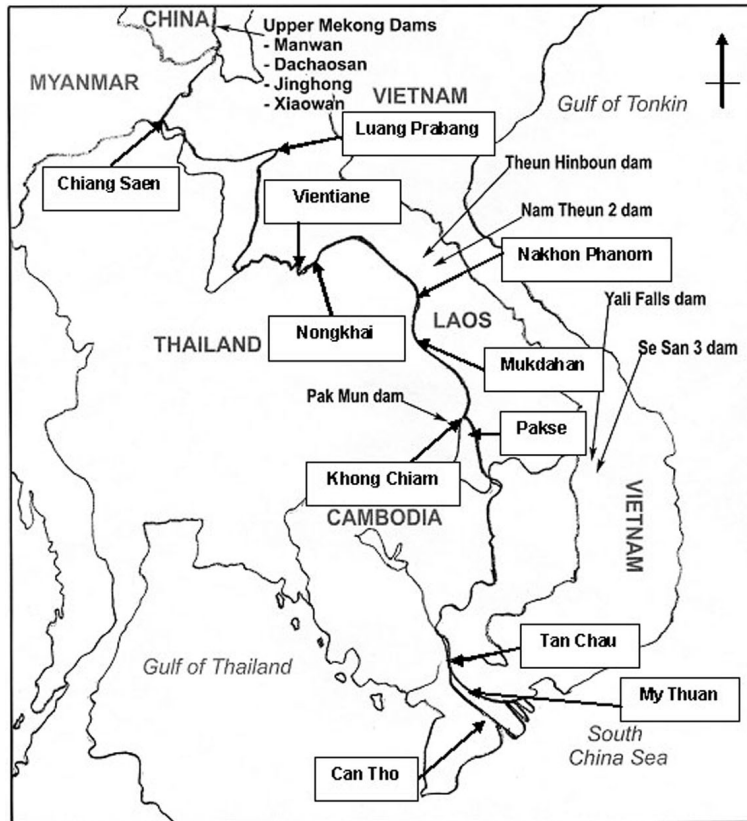 CHINA
Upper Mekong Dams
- Manwan
- Dachaosan
- Jinghong
- Xiaowan
MYANMAR
VIETNAM
Gulf of Tonkin
Luang Prabang
Chiang Saen
Theun Hinboun dam
Vientiane
Nam Theun 2 dam
Nakhon Phanom
Yali Falls dam
LAOS
THAILAND
Nongkhai
Se San 3 dam
Mukdahan
Pak Mun dam
Pakse
Khong Chiam
CAMBODIA
VIETNAM
Tan Chau
Gulf of Thailand
My Thuan
South
China Sea
Can Tho